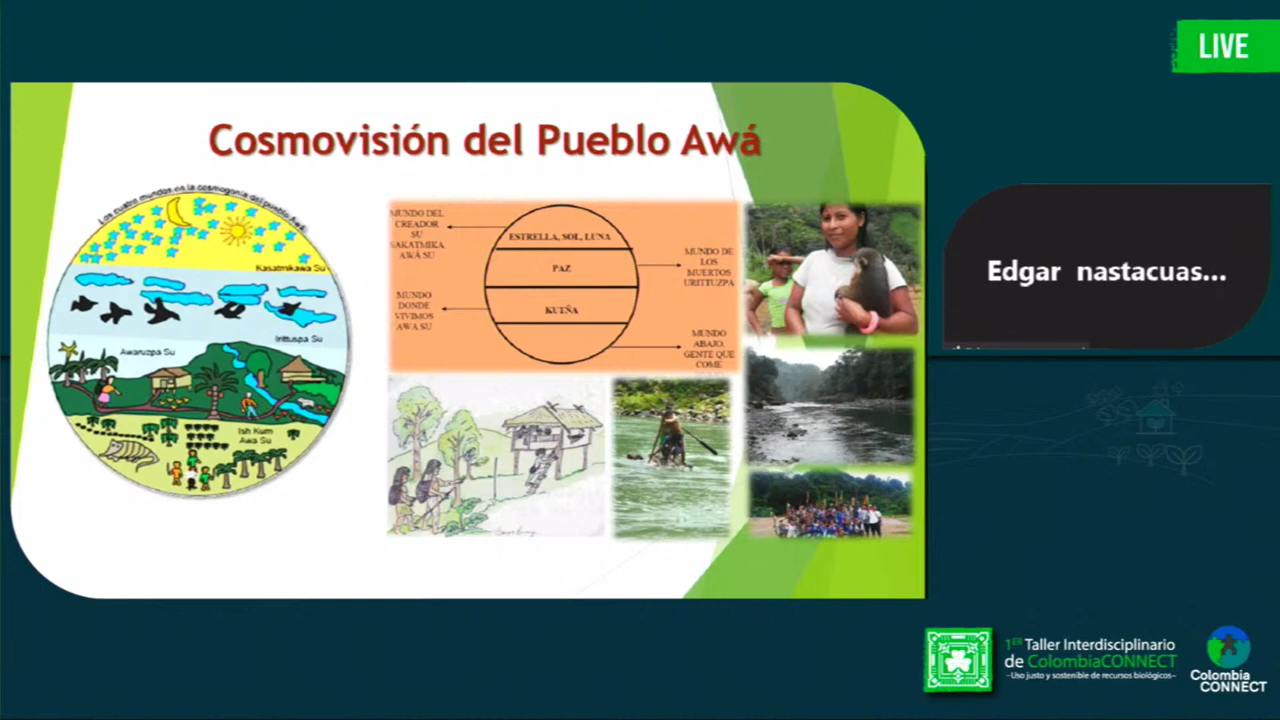 LIVE
Cosmovisión del Pueblo Awá
Los cuatro mundos en la cosmogonía del pueblo Awá
Kasatmikawa Su
Irittuspa Su
Awaruzpa Su
Ish Kum
Awa Su
MUNDO DEL
CREADOR
SU
SAKATMIKA
AWÁ SU
MUNDO
DONDE
VIVIMOS
AWA SU
ESTRELLA, SOL, LUNA
PAZ
KUTÑA
MUNDO DE
LOS
MUERTOS
URITTUZPA
MUNDO
ABAJO,
GENTE QUE
COME
Edgar nastacuas...
1ER Taller Interdisciplinario
de ColombiaCONNECT
-Uso justo y sostenible de recursos biológicos-
Colombia
CONNECT